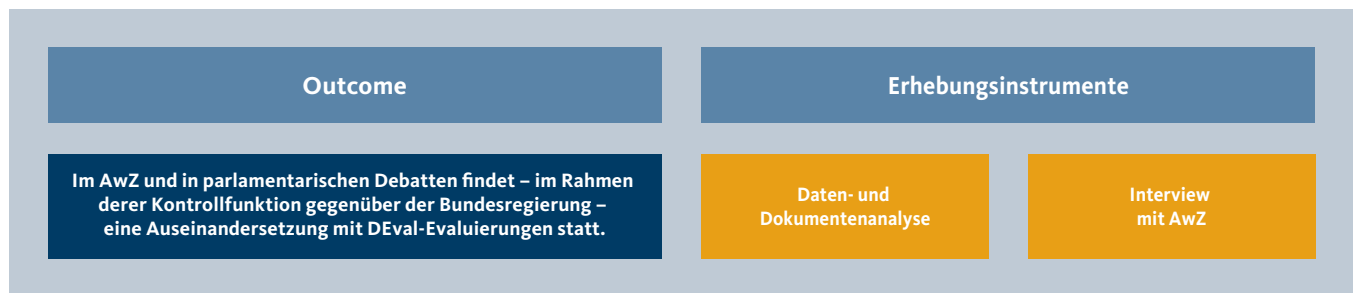 Outcome
Erhebungsinstrumente
Im AwZ und in parlamentarischen Debatten findet – im Rahmen
derer Kontrollfunktion gegenüber der Bundesregierung –
eine Auseinandersetzung mit DEval-Evaluierungen statt.
Daten- und
Dokumentenanalyse
Interview
mit AwZ